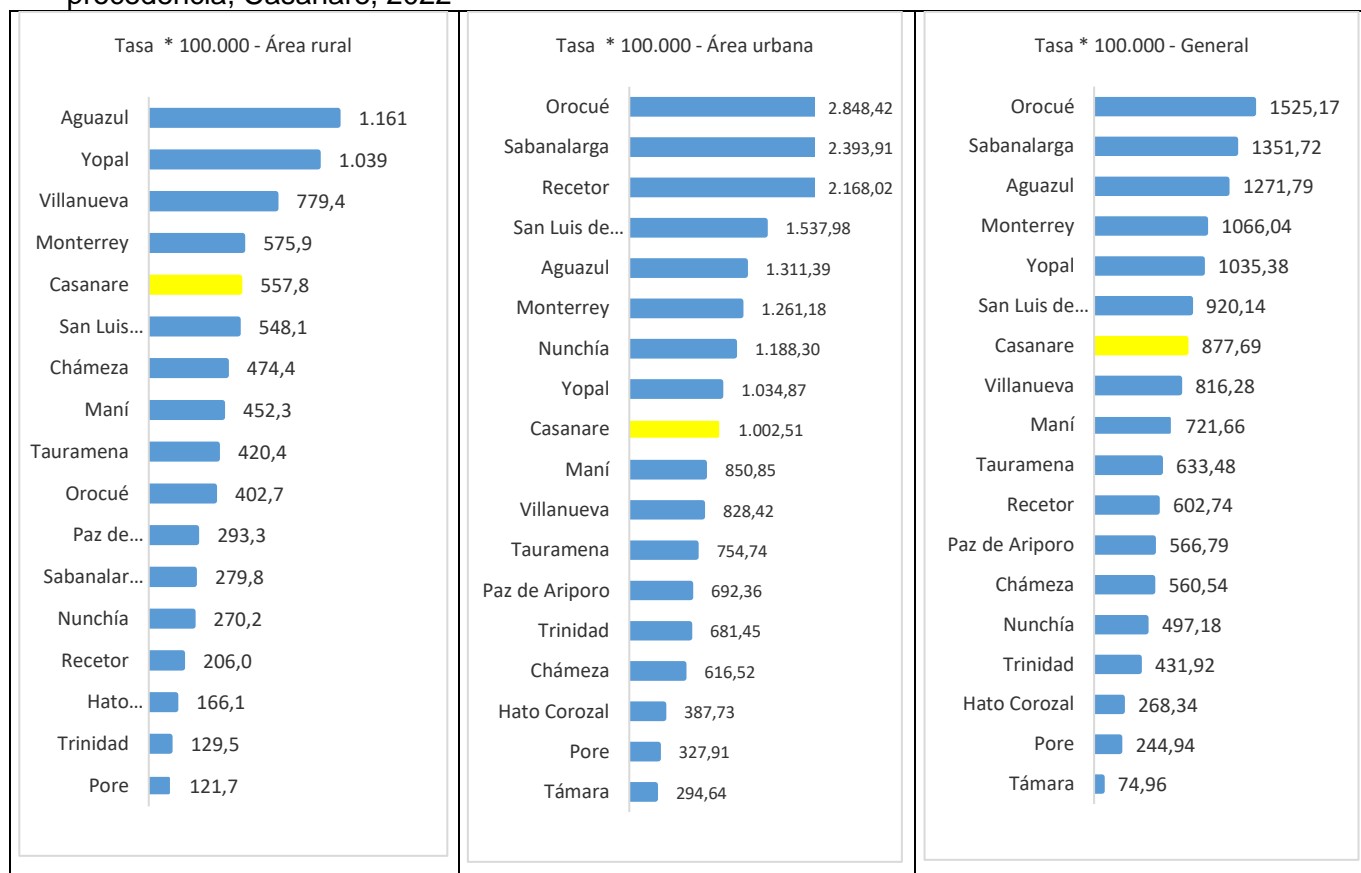 procedencia, Casanare, 2022
Tasa * 100.000 - Área rural
Aguazul 1.161
Yopal 1.039
Villanueva 779,4
Monterrey 575,9
Casanare 557,8
San Luis... 548,1
Chámeza 474,4
Maní 452,3
Tauramena 420,4
Orocué 402,7
Paz de... 293,3
Sabanalar... 279,8
Nunchía 270,2
Recetor 206,0
Hato... 166,1
Trinidad 129,5
Pore 121,7
Tasa * 100.000 - Área urbana
Orocué 2.848,42
Sabanalarga 2.393,91
Recetor 2.168,02
San Luis de... 1.537,98
Aguazul 1.311,39
Monterrey 1.261,18
Nunchía 1.188,30
Yopal 1.034,87
Casanare 1.002,51
Maní 850,85
Villanueva 828,42
Tauramena 754,74
Paz de Ariporo 692,36
Trinidad 681,45
Chámeza 616,52
Hato Corozal 387,73
Pore 327,91
Támara 294,64
Tasa * 100.000 - General
Orocué 1525,17
Sabanalarga 1351,72
Aguazul 1271,79
Monterrey 1066,04
Yopal 1035,38
San Luis de... 920,14
Casanare 877,69
Villanueva 816,28
Maní 721,66
Tauramena 633,48
Recetor 602,74
Paz de Ariporo 566,79
Chámeza 560,54
Nunchía 497,18
Trinidad 431,92
Hato Corozal 268,34
Pore 244,94
Támara 74,96